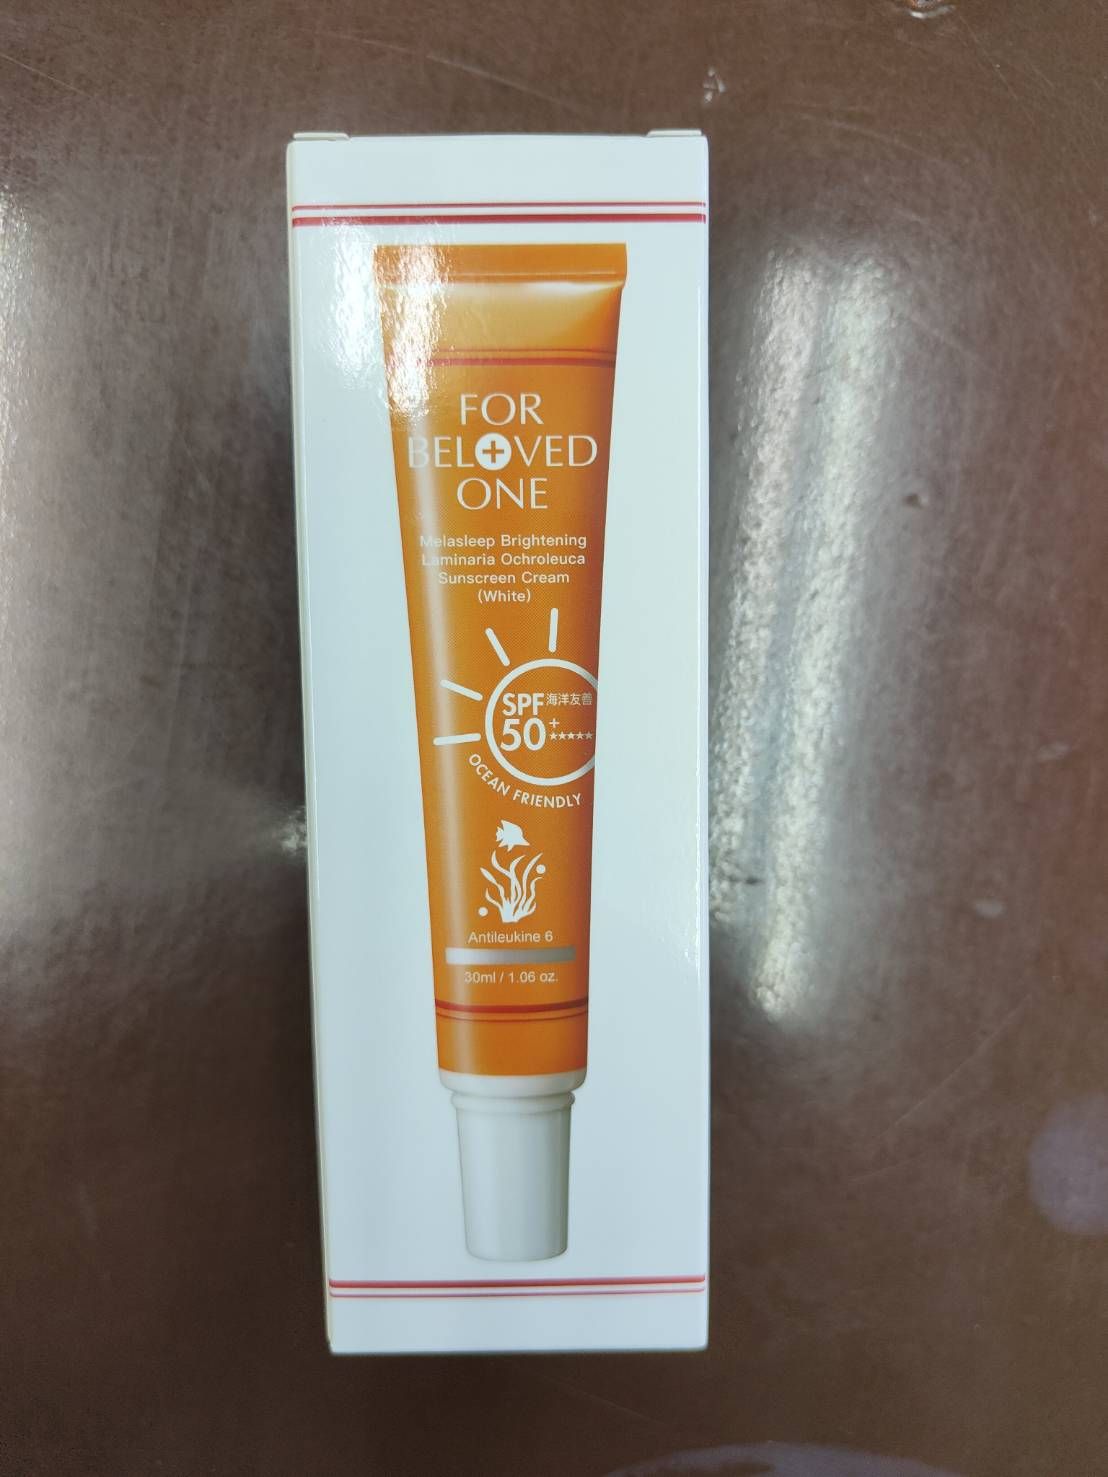 FOR
BELOVED
ONE
Melasleep Brightening
Laminaria Ochroleuca
Sunscreen Cream
(White)
SPF 海洋友善
50+ ★★★★★
OCEAN FRIENDLY
Antileukine 6
30ml / 1.06 oz.